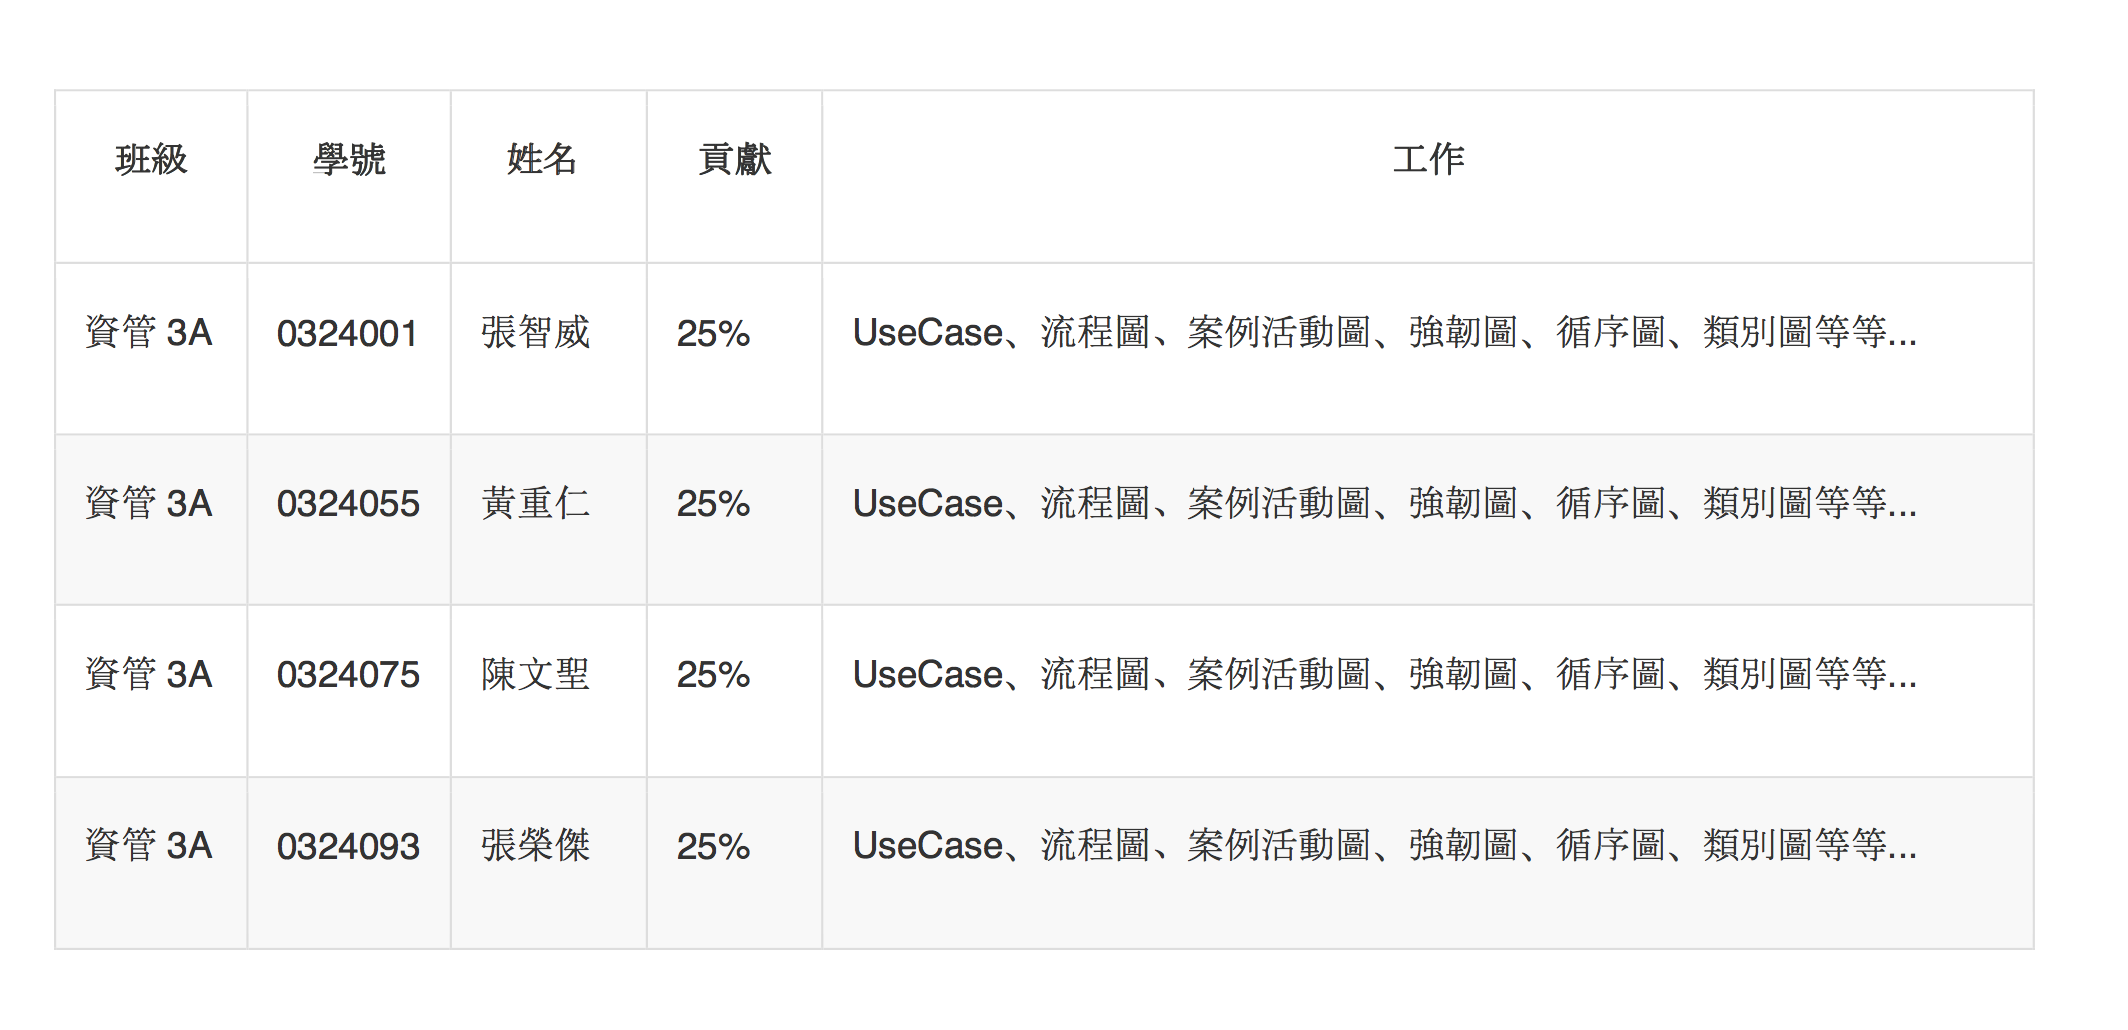 班級 學號 姓名 貢獻 工作
資管 3A 0324001 張智威 25% UseCase、流程圖、案例活動圖、強韌圖、循序圖、類別圖等等...
資管 3A 0324055 黃重仁 25% UseCase、流程圖、案例活動圖、強韌圖、循序圖、類別圖等等...
資管 3A 0324075 陳文聖 25% UseCase、流程圖、案例活動圖、強韌圖、循序圖、類別圖等等...
資管 3A 0324093 張榮傑 25% UseCase、流程圖、案例活動圖、強韌圖、循序圖、類別圖等等...